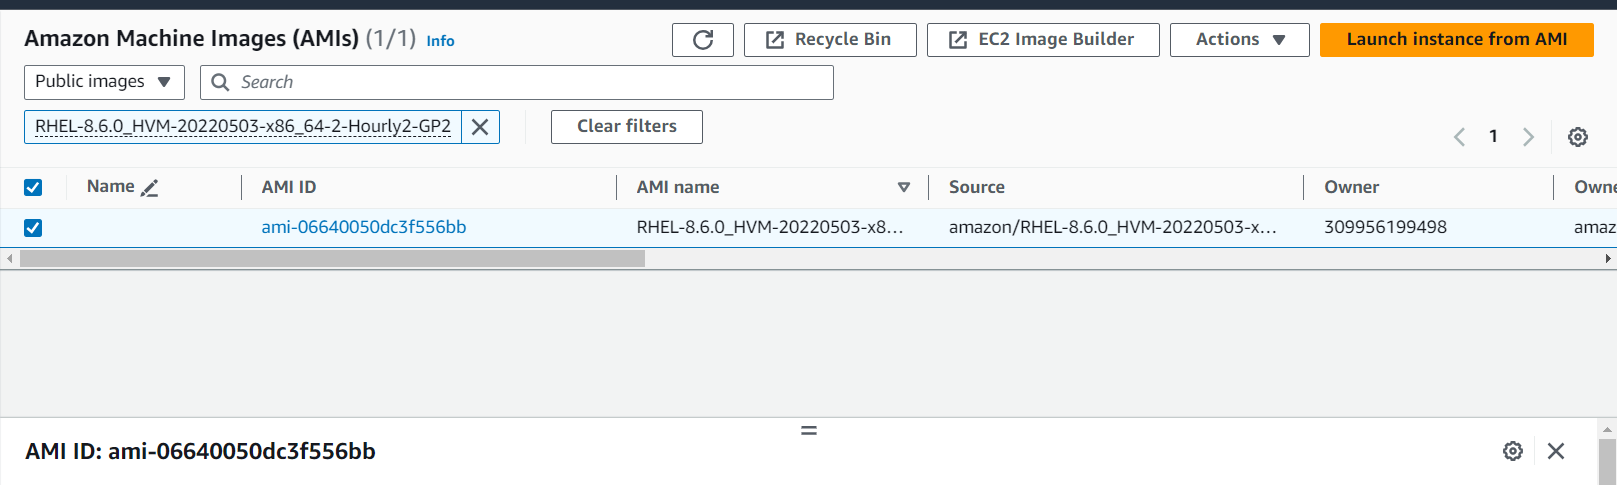 Amazon Machine Images (AMIs) (1/1) Info
Recycle Bin
EC2 Image Builder
Actions
Launch instance from AMI
Public images
Search
RHEL-8.6.0_HVM-20220503-x86_64-2-Hourly2-GP2
Clear filters
1
Name AMI ID AMI name Source Owner Owne
ami-06640050dc3f556bb RHEL-8.6.0_HVM-20220503-x8... amazon/RHEL-8.6.0_HVM-20220503-x... 309956199498 amaz
AMI ID: ami-06640050dc3f556bb